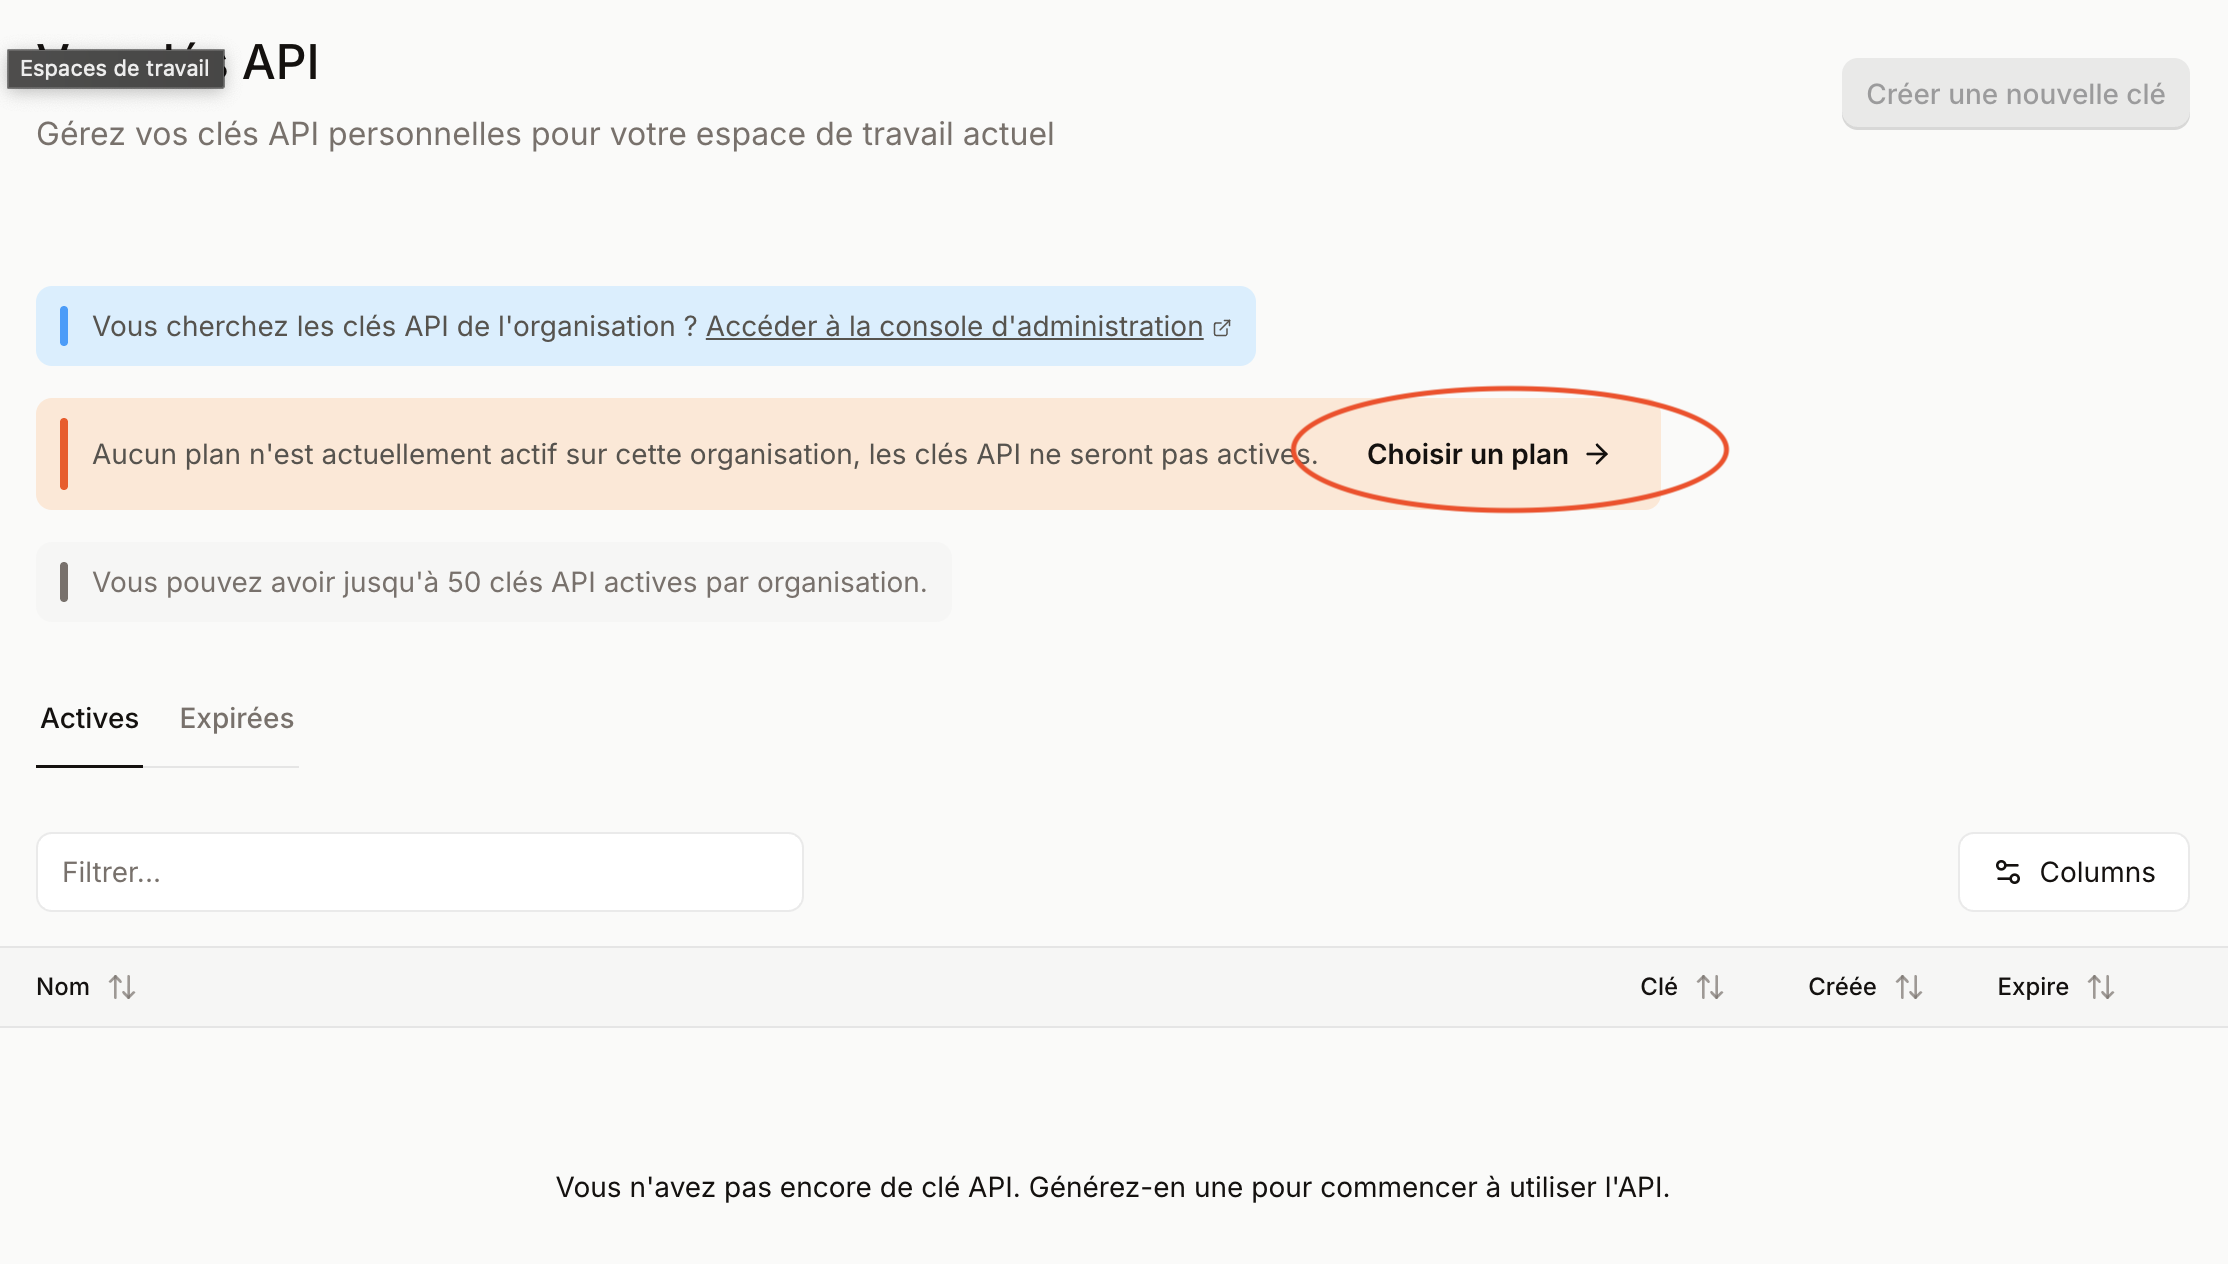 API
Espaces de travail
Créer une nouvelle clé
Gérez vos clés API personnelles pour votre espace de travail actuel
Vous cherchez les clés API de l'organisation ? Accéder à la console d'administration
Aucun plan n'est actuellement actif sur cette organisation, les clés API ne seront pas actives. Choisir un plan →
Vous pouvez avoir jusqu'à 50 clés API actives par organisation.
Actives Expirées
Filtrer...
Columns
Nom Clé Créée Expire
Vous n'avez pas encore de clé API. Générez-en une pour commencer à utiliser l'API.